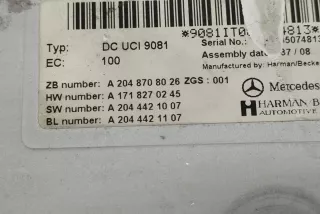 *9081IT0 4813*
Typ: DC UCI 9081 Serial No.: 5074813
EC: 100 Assembly date: 37/08
Manufactured by: Harman/Becker
ZB number: A 204 870 80 26 ZGS : 001
HW number: A 171 827 02 45 Mercedes
SW number: A 204 442 10 07 HARMAN/B
BL number: A 204 442 11 07 AUTOMOTIVE